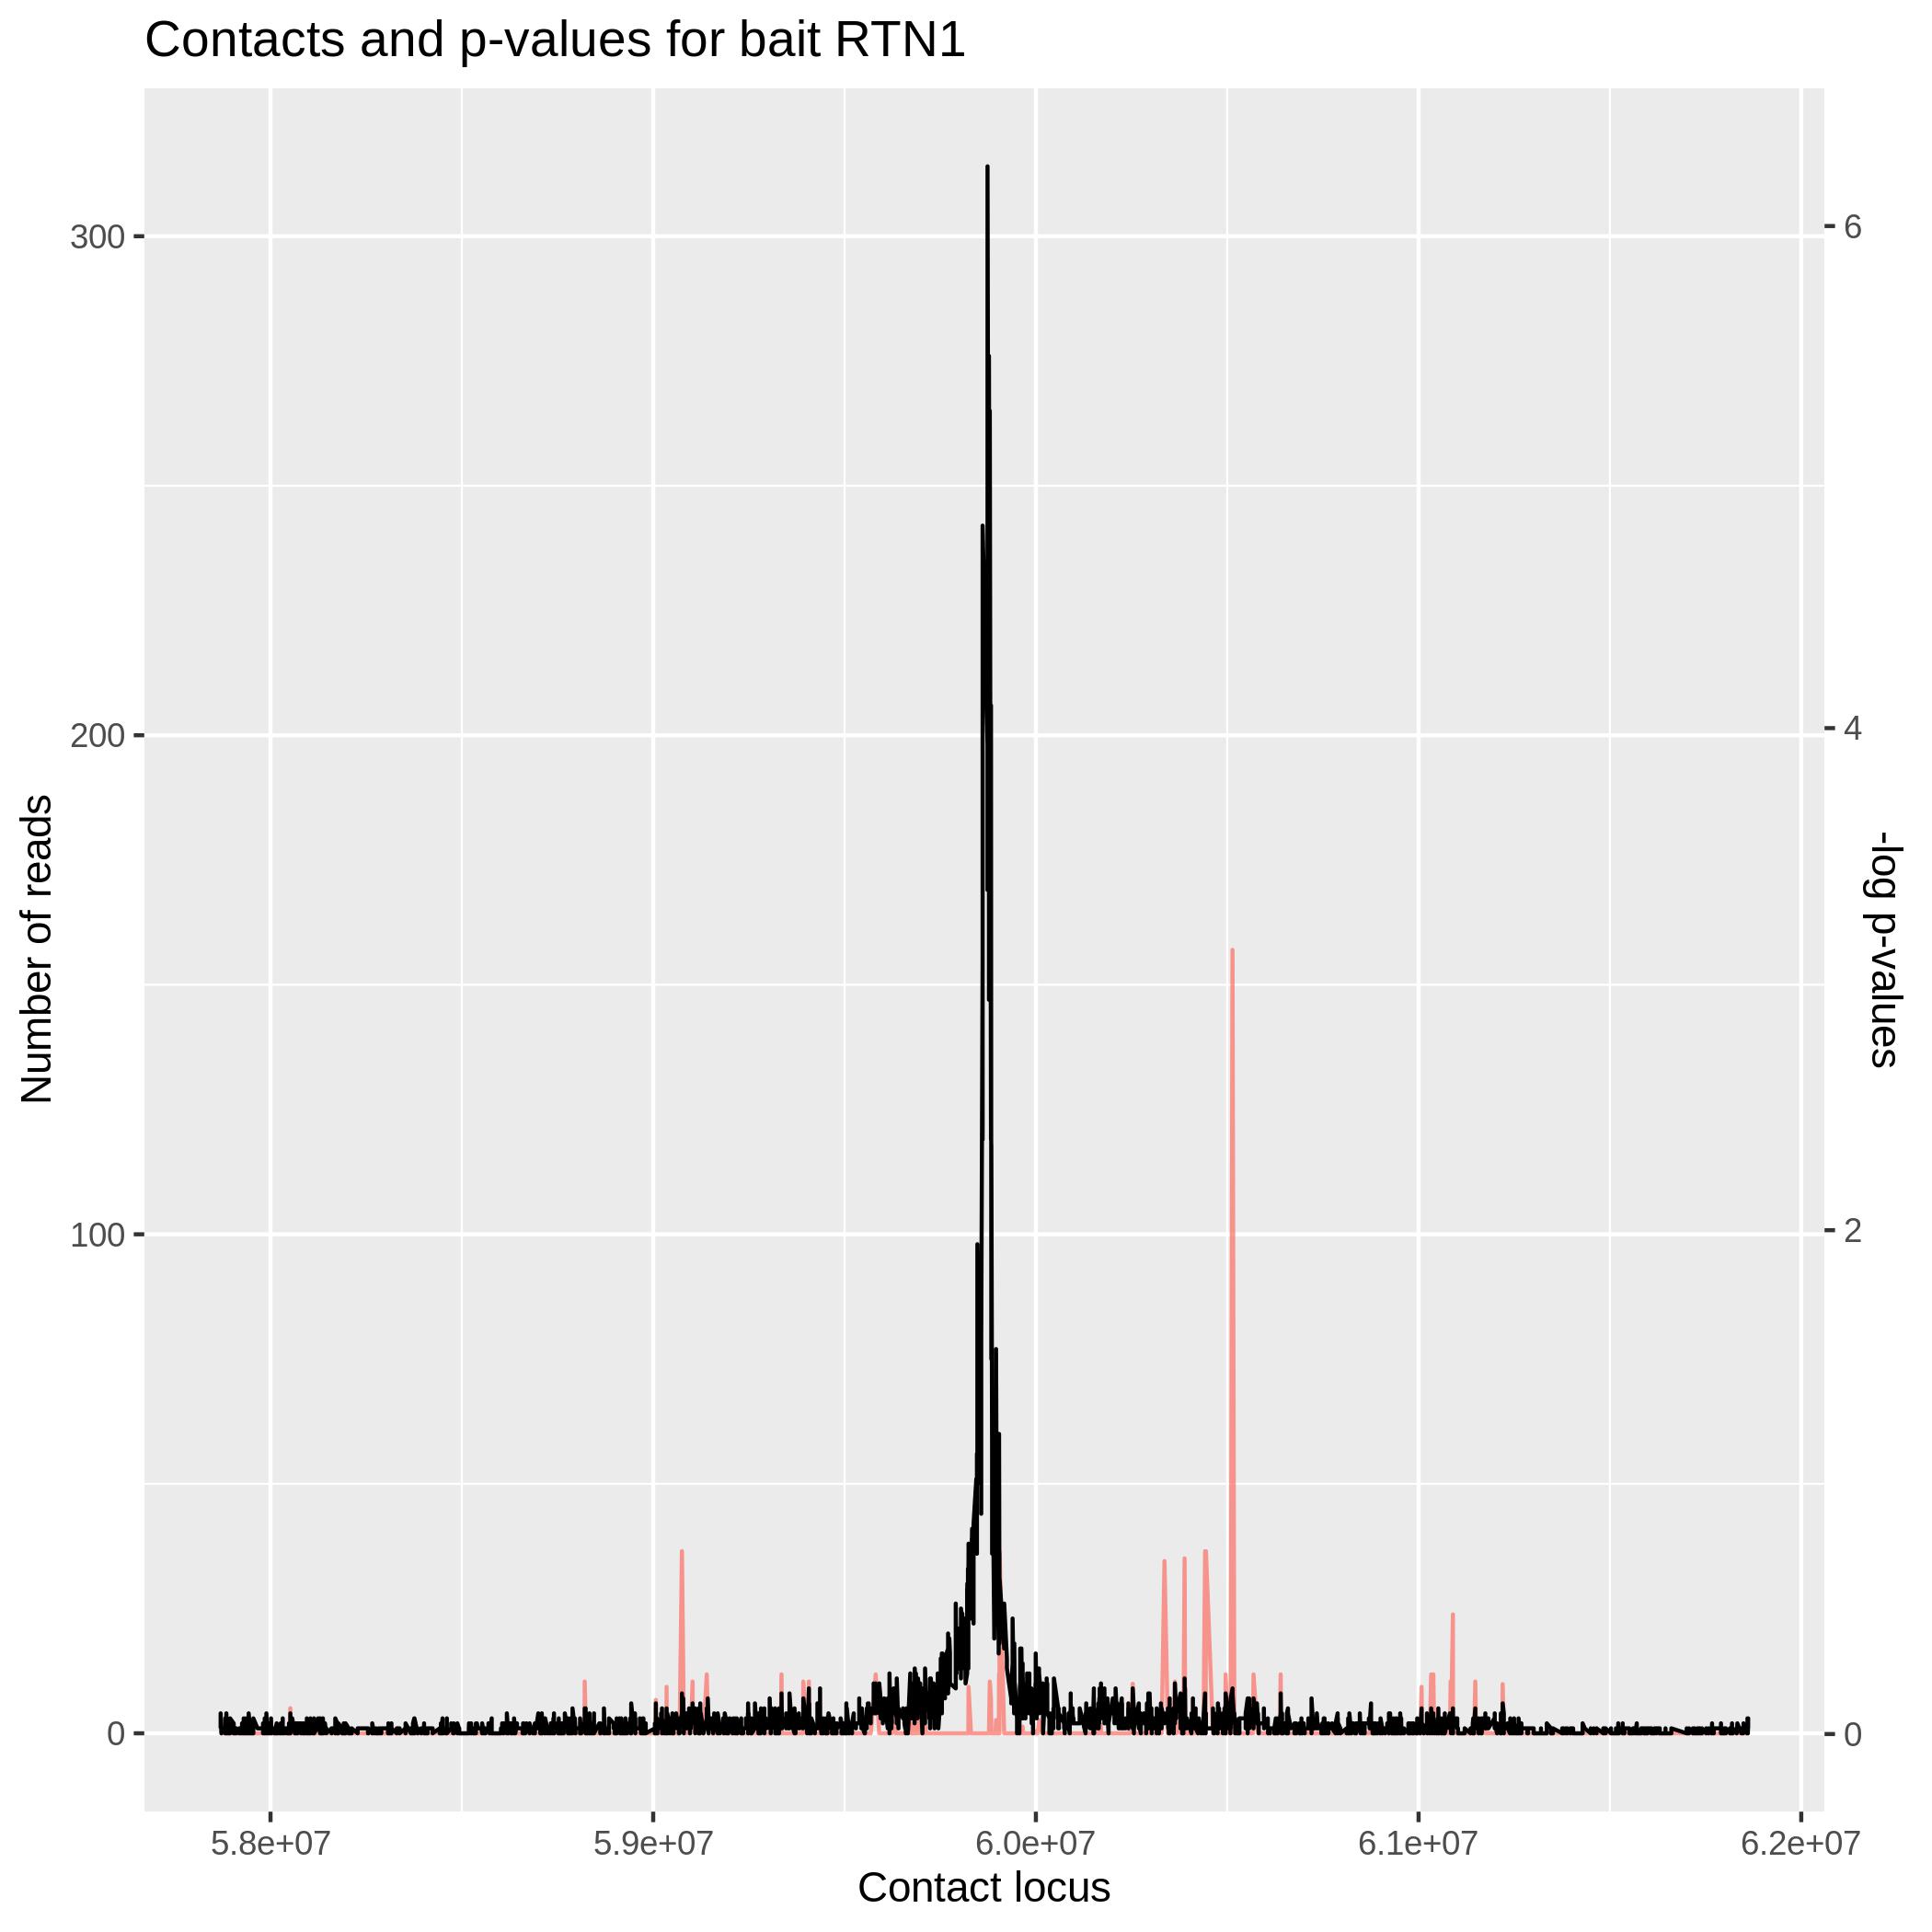 Contacts and p-values for bait RTN1
300
200
100
0
Number of reads
6
4
2
0
-log p-values
5.8e+07
5.9e+07
6.0e+07
6.1e+07
6.2e+07
Contact locus